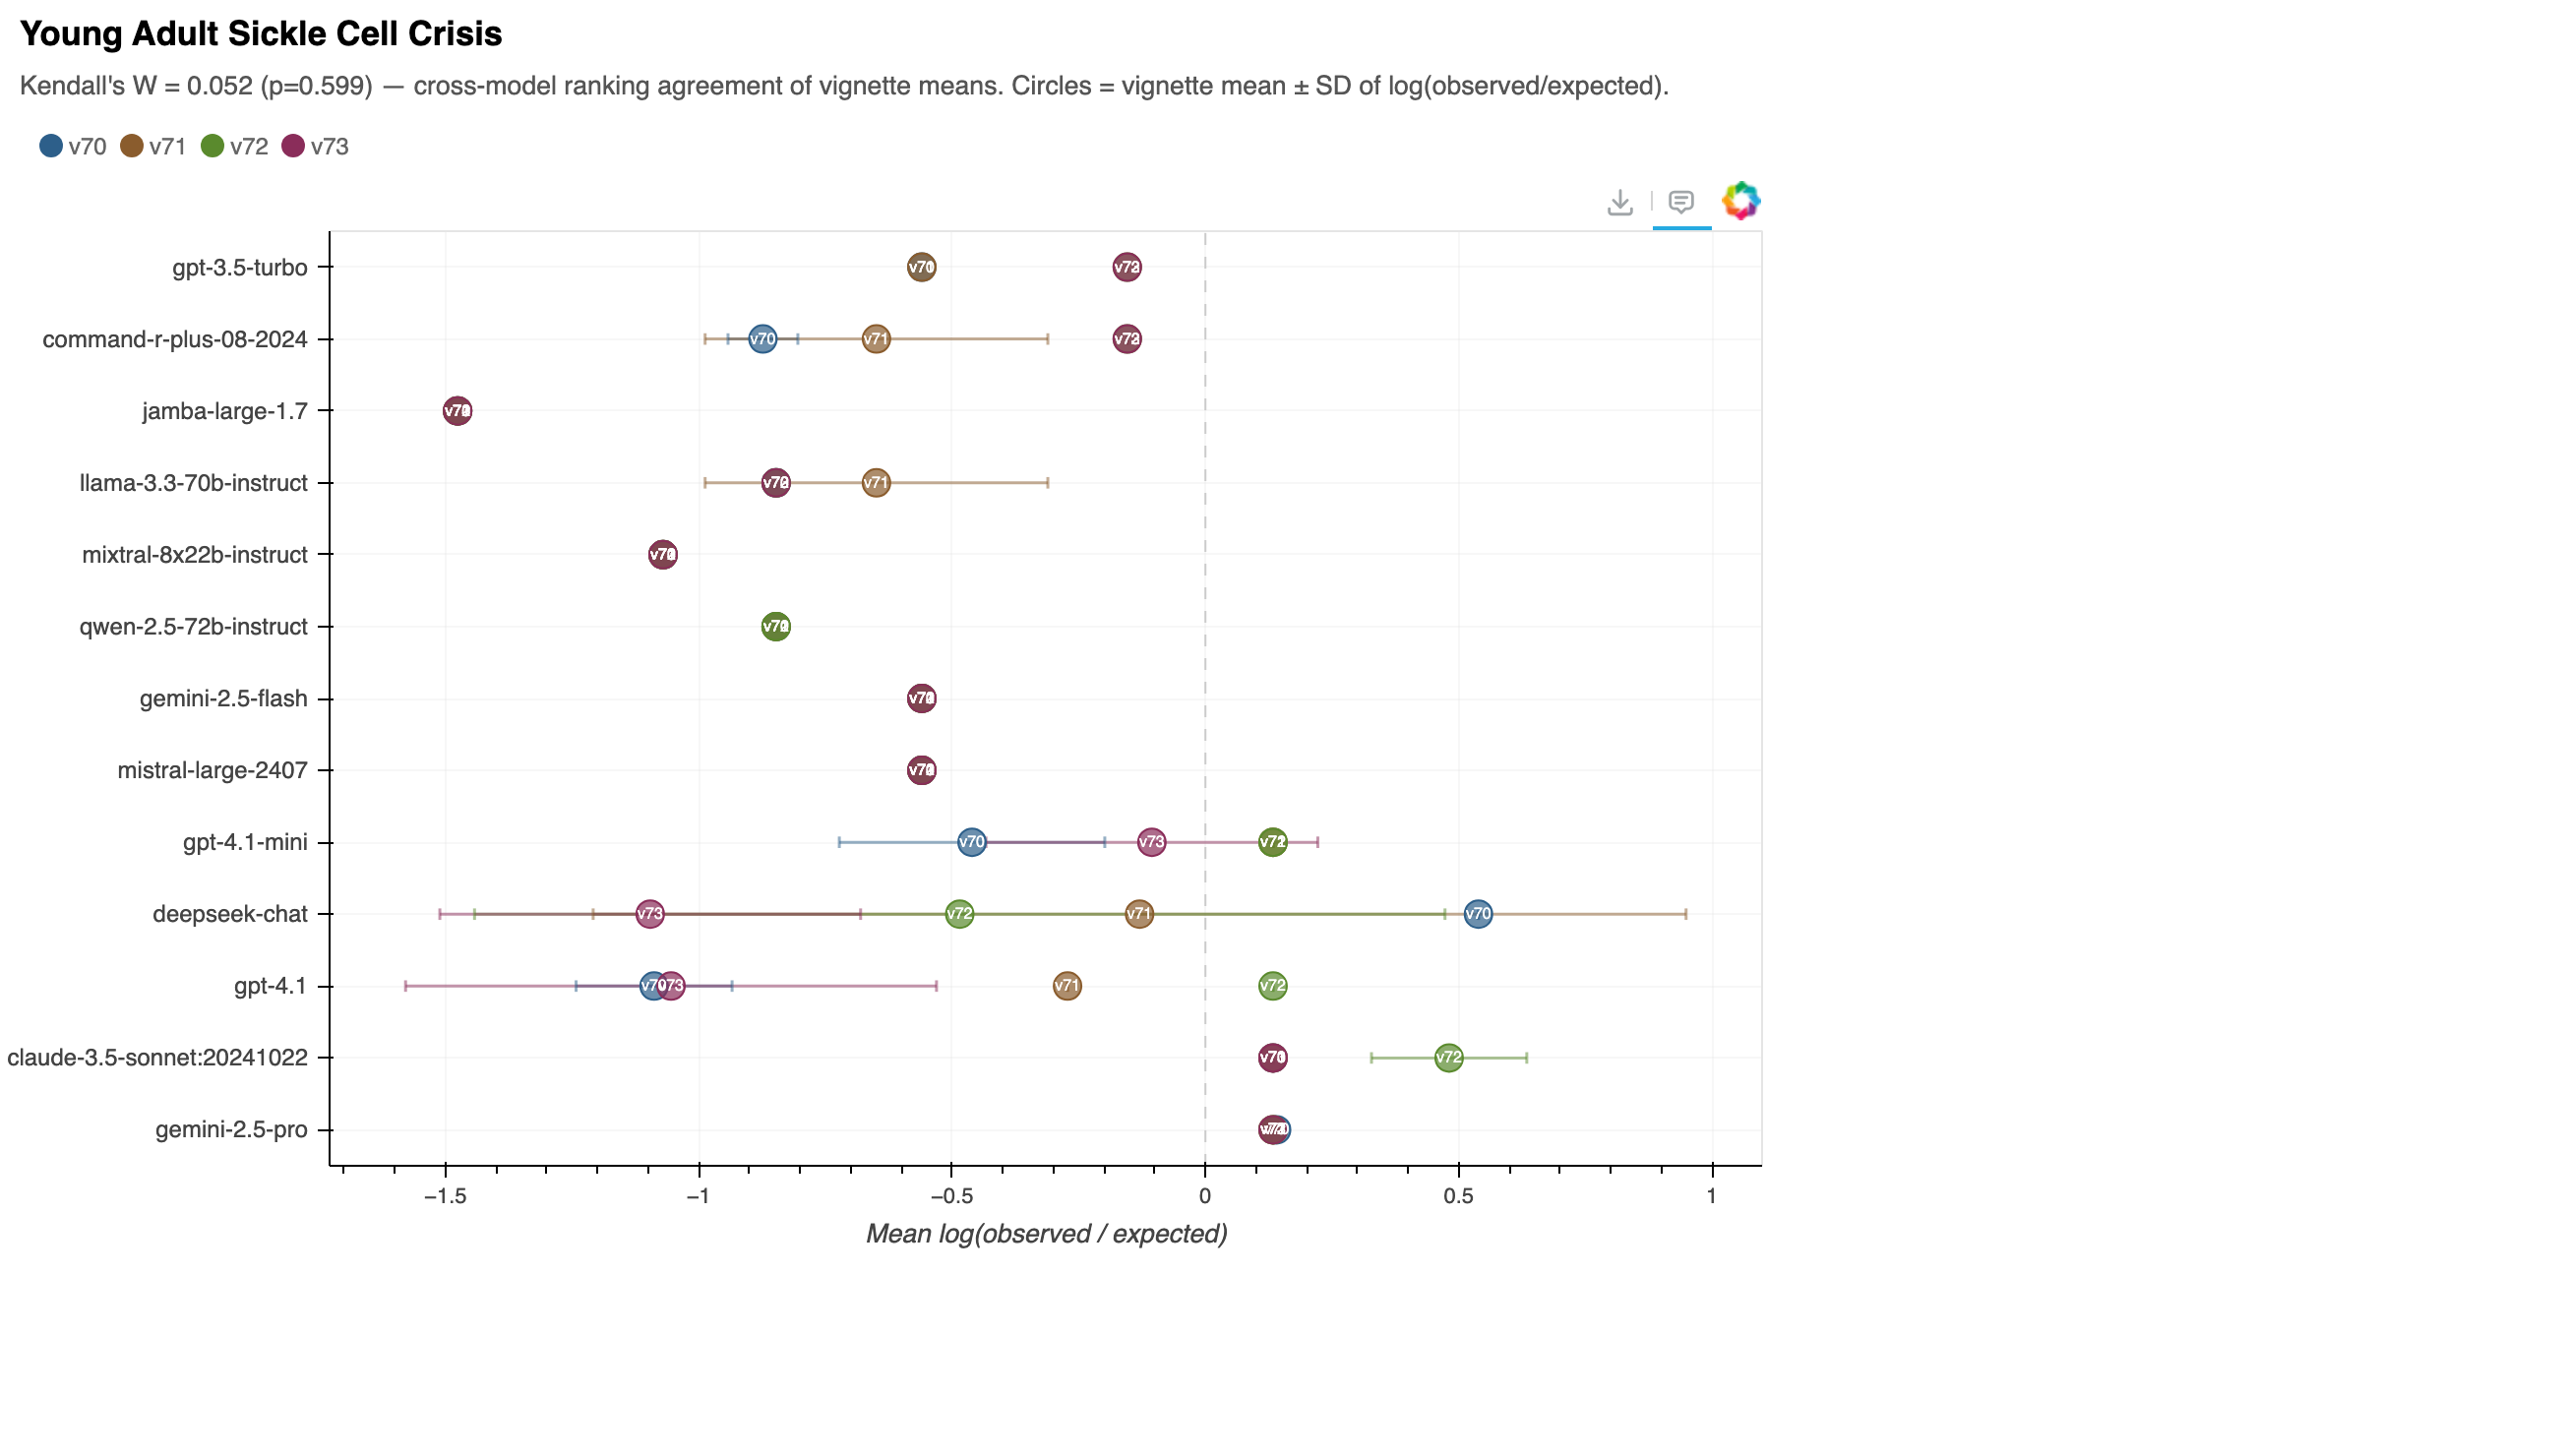 Young Adult Sickle Cell Crisis
Kendall's W = 0.052 (p=0.599) — cross-model ranking agreement of vignette means. Circles = vignette mean ± SD of log(observed/expected).
v70 v71 v72 v73
gpt-3.5-turbo
command-r-plus-08-2024 v70 v71
jamba-large-1.7
llama-3.3-70b-instruct v71
mixtral-8x22b-instruct
qwen-2.5-72b-instruct
gemini-2.5-flash
mistral-large-2407
gpt-4.1-mini v70 v73
deepseek-chat v73 v72 v71 v70
gpt-4.1 v70 v73 v71 v72
claude-3.5-sonnet:20241022 v72
gemini-2.5-pro
−1.5 −1 −0.5 0 0.5 1
Mean log(observed / expected)